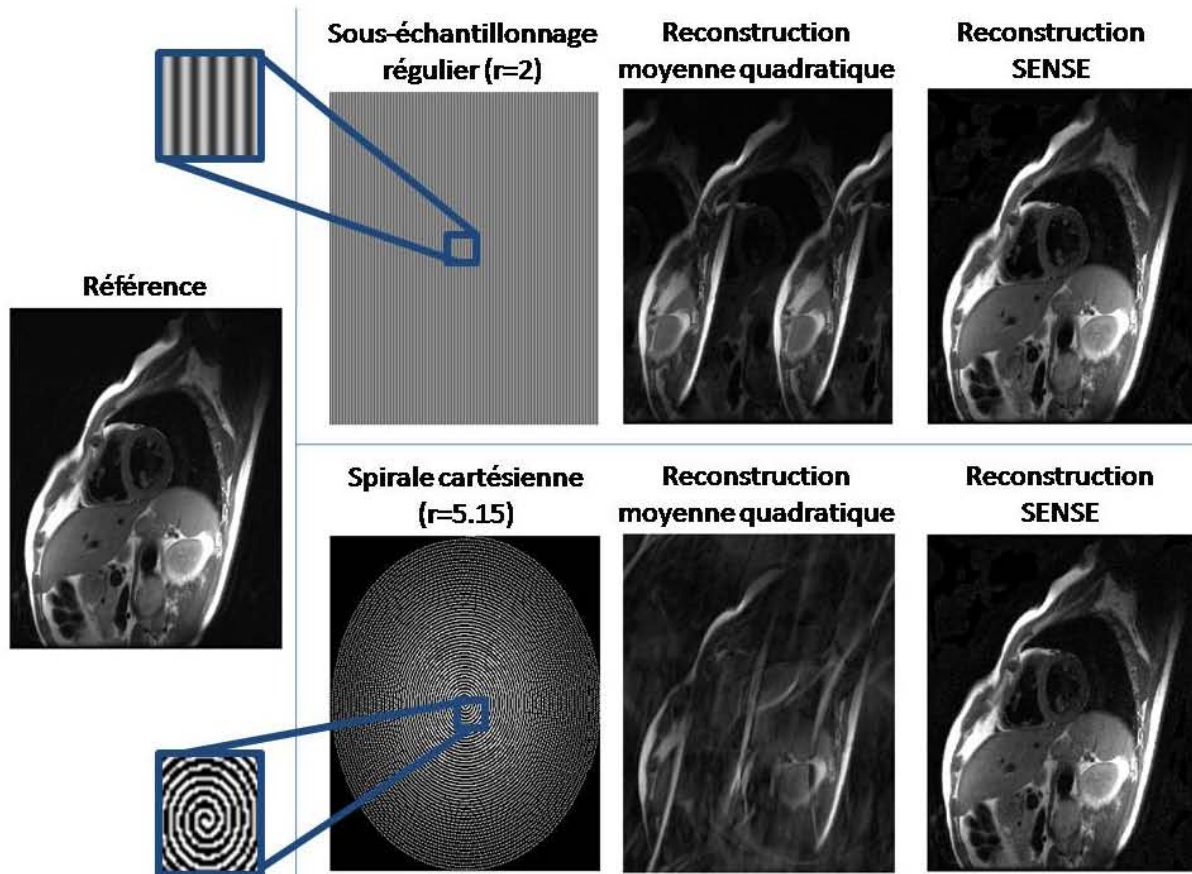 Sous-échantillonnage
régulier (r=2)
Reconstruction
moyenne quadratique
Reconstruction
SENSE
Référence
Spirale cartésienne
(r=5.15)
Reconstruction
moyenne quadratique
Reconstruction
SENSE